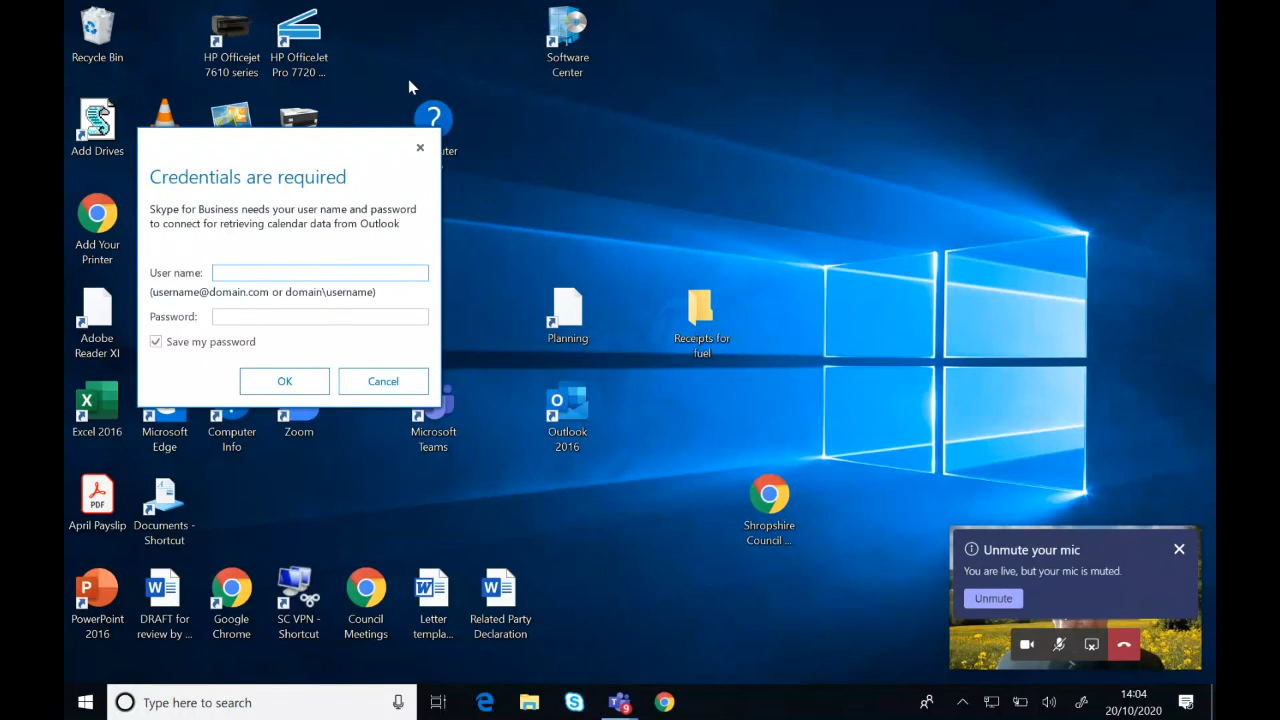 Recycle Bin
HP Officejet
7610 series
HP OfficeJet
Pro 7720 ...
Software
Center
Add Drives
?
Credentials are required
Skype for Business needs your user name and password
to connect for retrieving calendar data from Outlook
User name:
(username@domain.com or domain\username)
Password:
Save my password
OK
Cancel
Add Your
Printer
Adobe
Reader XI
Planning
Receipts for
fuel
Excel 2016
Microsoft
Edge
Computer
Info
Zoom
Microsoft
Teams
Outlook
2016
April Payslip
Documents -
Shortcut
Shropshire
Council ...
Unmute your mic
You are live, but your mic is muted.
Unmute
PowerPoint
2016
DRAFT for
review by ...
Google
Chrome
SC VPN -
Shortcut
Council
Meetings
Letter
templa...
Related Party
Declaration
Type here to search
9
14:04
20/10/2020